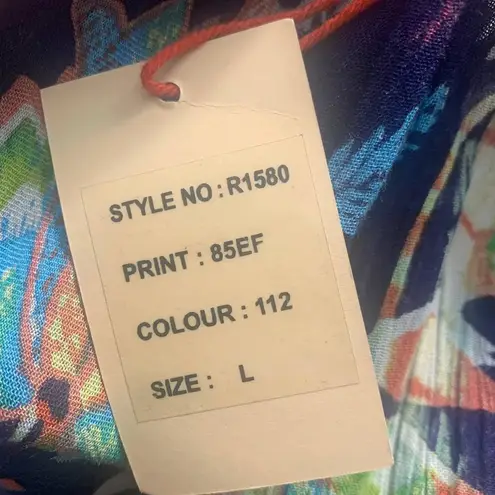 STYLE NO : R1580
PRINT : 85EF
COLOUR : 112
SIZE : L